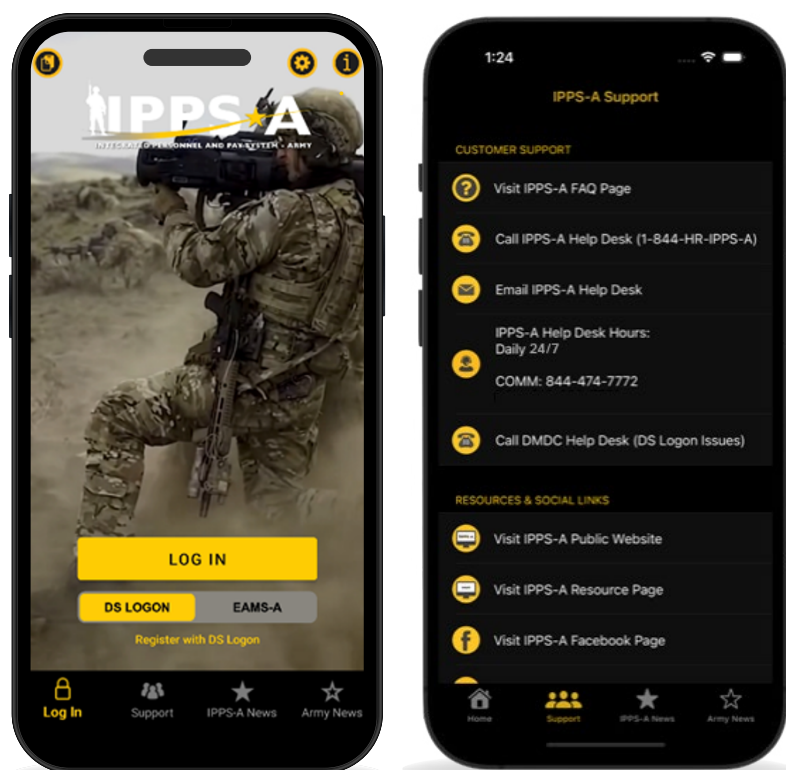 IPPS★A
INTEGRATED PERSONNEL AND PAY SYSTEM - ARMY
LOG IN
DS LOGON
EAMS-A
Register with DS Logon
Log In
Support
IPPS-A News
Army News
1:24
IPPS-A Support
CUSTOMER SUPPORT
Visit IPPS-A FAQ Page
Call IPPS-A Help Desk (1-844-HR-IPPS-A)
Email IPPS-A Help Desk
IPPS-A Help Desk Hours:
Daily 24/7
COMM: 844-474-7772
Call DMDC Help Desk (DS Logon Issues)
RESOURCES & SOCIAL LINKS
Visit IPPS-A Public Website
Visit IPPS-A Resource Page
Visit IPPS-A Facebook Page
Home
Support
IPPS-A News
Army News